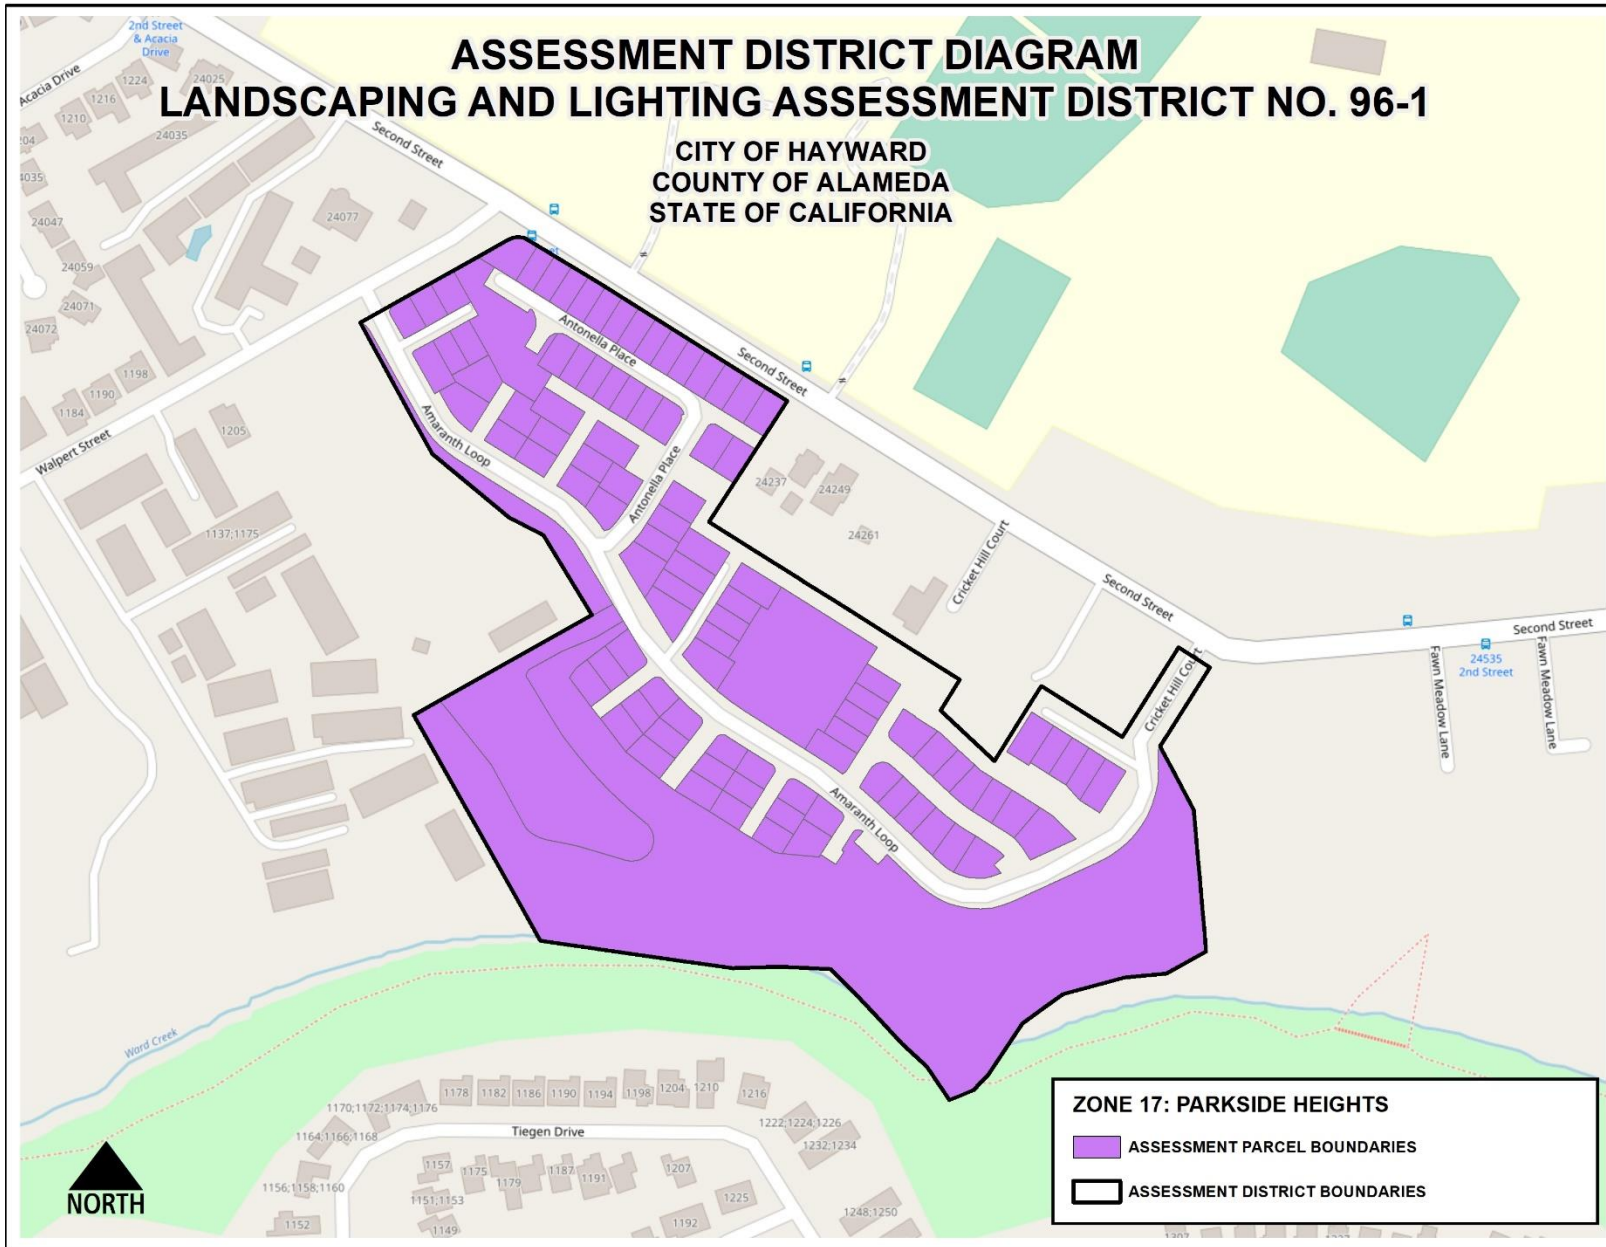 ASSESSMENT DISTRICT DIAGRAM
LANDSCAPING AND LIGHTING ASSESSMENT DISTRICT NO. 96-1
CITY OF HAYWARD
COUNTY OF ALAMEDA
STATE OF CALIFORNIA
2nd Street
& Acacia
Drive
Acacia Drive
1224
24025
1216
1210
24035
204
4035
24047
24077
24059
24071
24072
Second Street
1198
1190
1184
1205
Walpert Street
Antonella Place
Second Street
Amaranth Loop
Antonella Place
24237
24249
24261
1137;1175
Cricket Hill Court
Second Street
Second Street
24535
2nd Street
Fawn Meadow Lane
Fawn Meadow Lane
Cricket Hill Court
Amaranth Loop
Ward Creek
1178
1182
1186
1190
1194
1198
1204
1210
1216
1170;1172;1174;1176
1164;1166;1168
Tiegen Drive
1222;1224;1226
1232;1234
1157
1175
1179
1187
1191
1207
1156;1158;1160
1151;1153
1225
1152
1149
1192
1248;1250
NORTH
ZONE 17: PARKSIDE HEIGHTS
ASSESSMENT PARCEL BOUNDARIES
ASSESSMENT DISTRICT BOUNDARIES